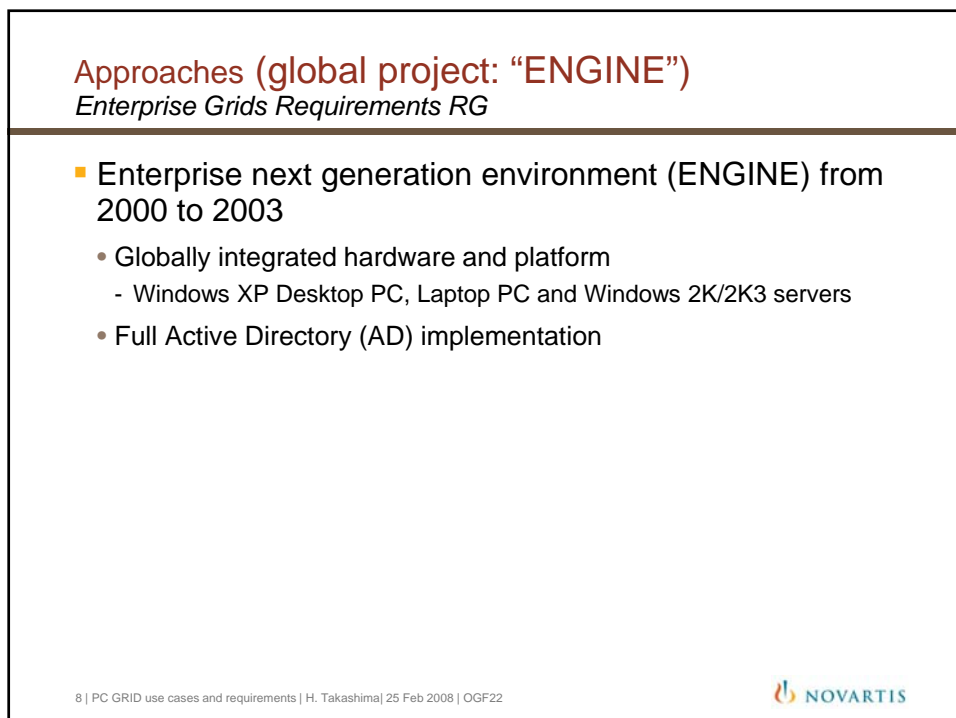 Approaches (global project: “ENGINE”)
Enterprise Grids Requirements RG
▪ Enterprise next generation environment (ENGINE) from
2000 to 2003
• Globally integrated hardware and platform
- Windows XP Desktop PC, Laptop PC and Windows 2K/2K3 servers
• Full Active Directory (AD) implementation
8 | PC GRID use cases and requirements | H. Takashima| 25 Feb 2008 | OGF22
NOVARTIS